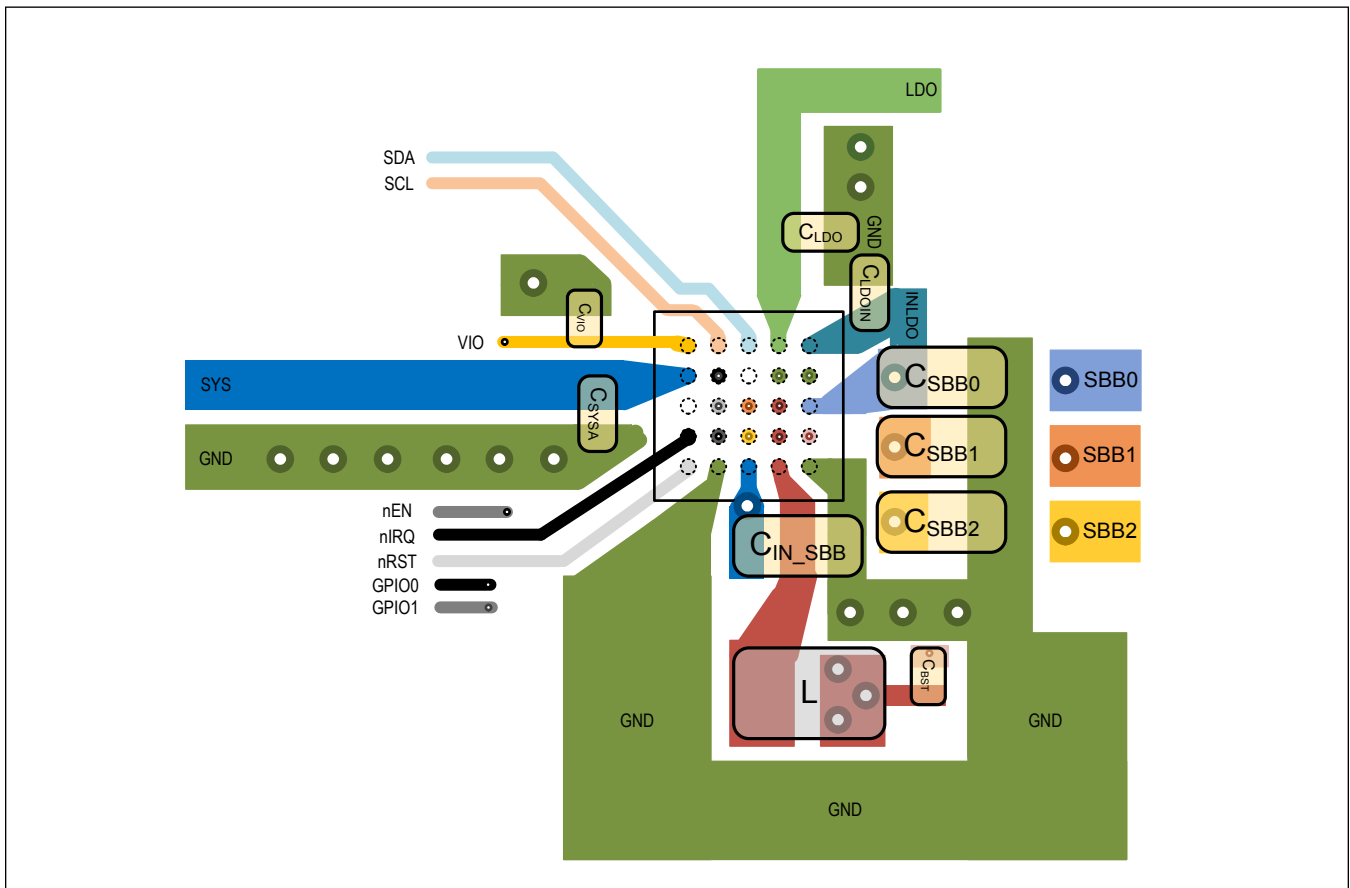 LDO
SDA
SCL
GND
CLDO
CLDOIN
INLDO
CVIO
VIO
SYS
CSYSA
CSBB0
SBB0
GND
CSBB1
SBB1
nEN
nIRQ
CSBB2
SBB2
CIN_SBB
nRST
GPIO0
GPIO1
CBST
L
GND
GND
GND